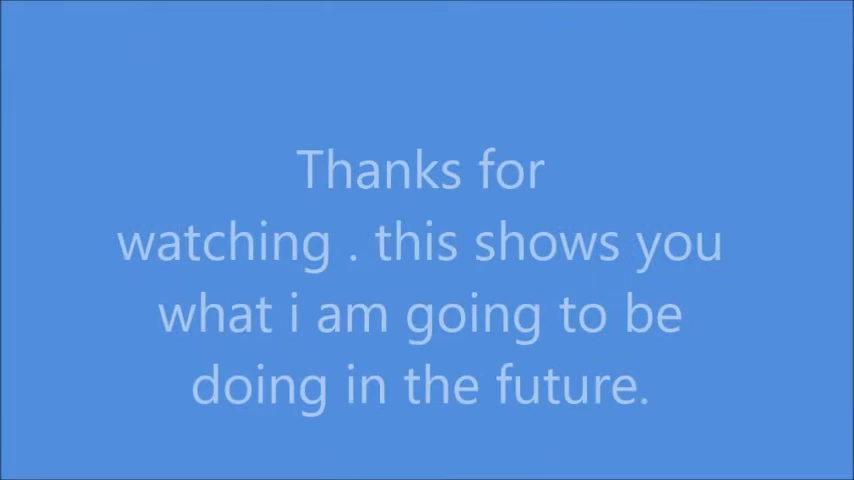 Thanks for
watching . this shows you
what i am going to be
doing in the future.